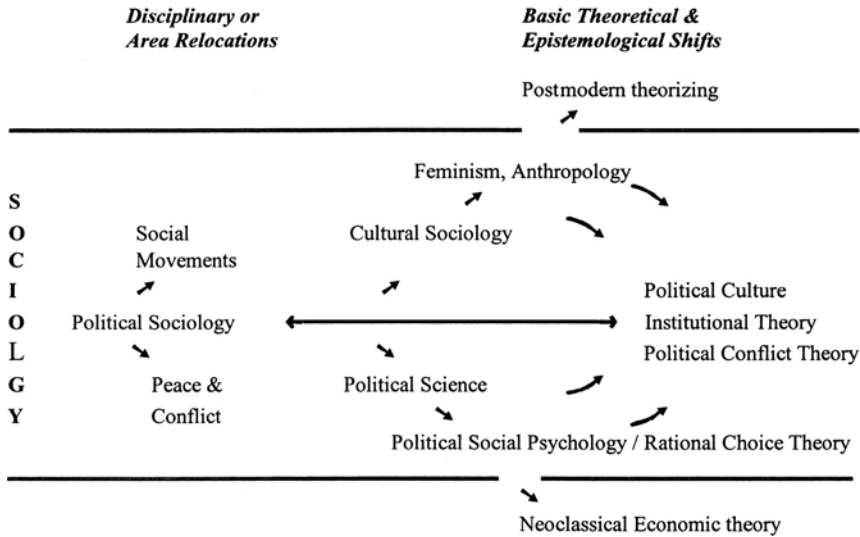 Disciplinary or
Area Relocations
Basic Theoretical &
Epistemological Shifts
Postmodern theorizing
Feminism, Anthropology
S
O
C
I
O
L
G
Y
Social
Movements
Cultural Sociology
Political Culture
Political Sociology
Institutional Theory
Political Conflict Theory
Peace &
Conflict
Political Science
Political Social Psychology / Rational Choice Theory
Neoclassical Economic theory